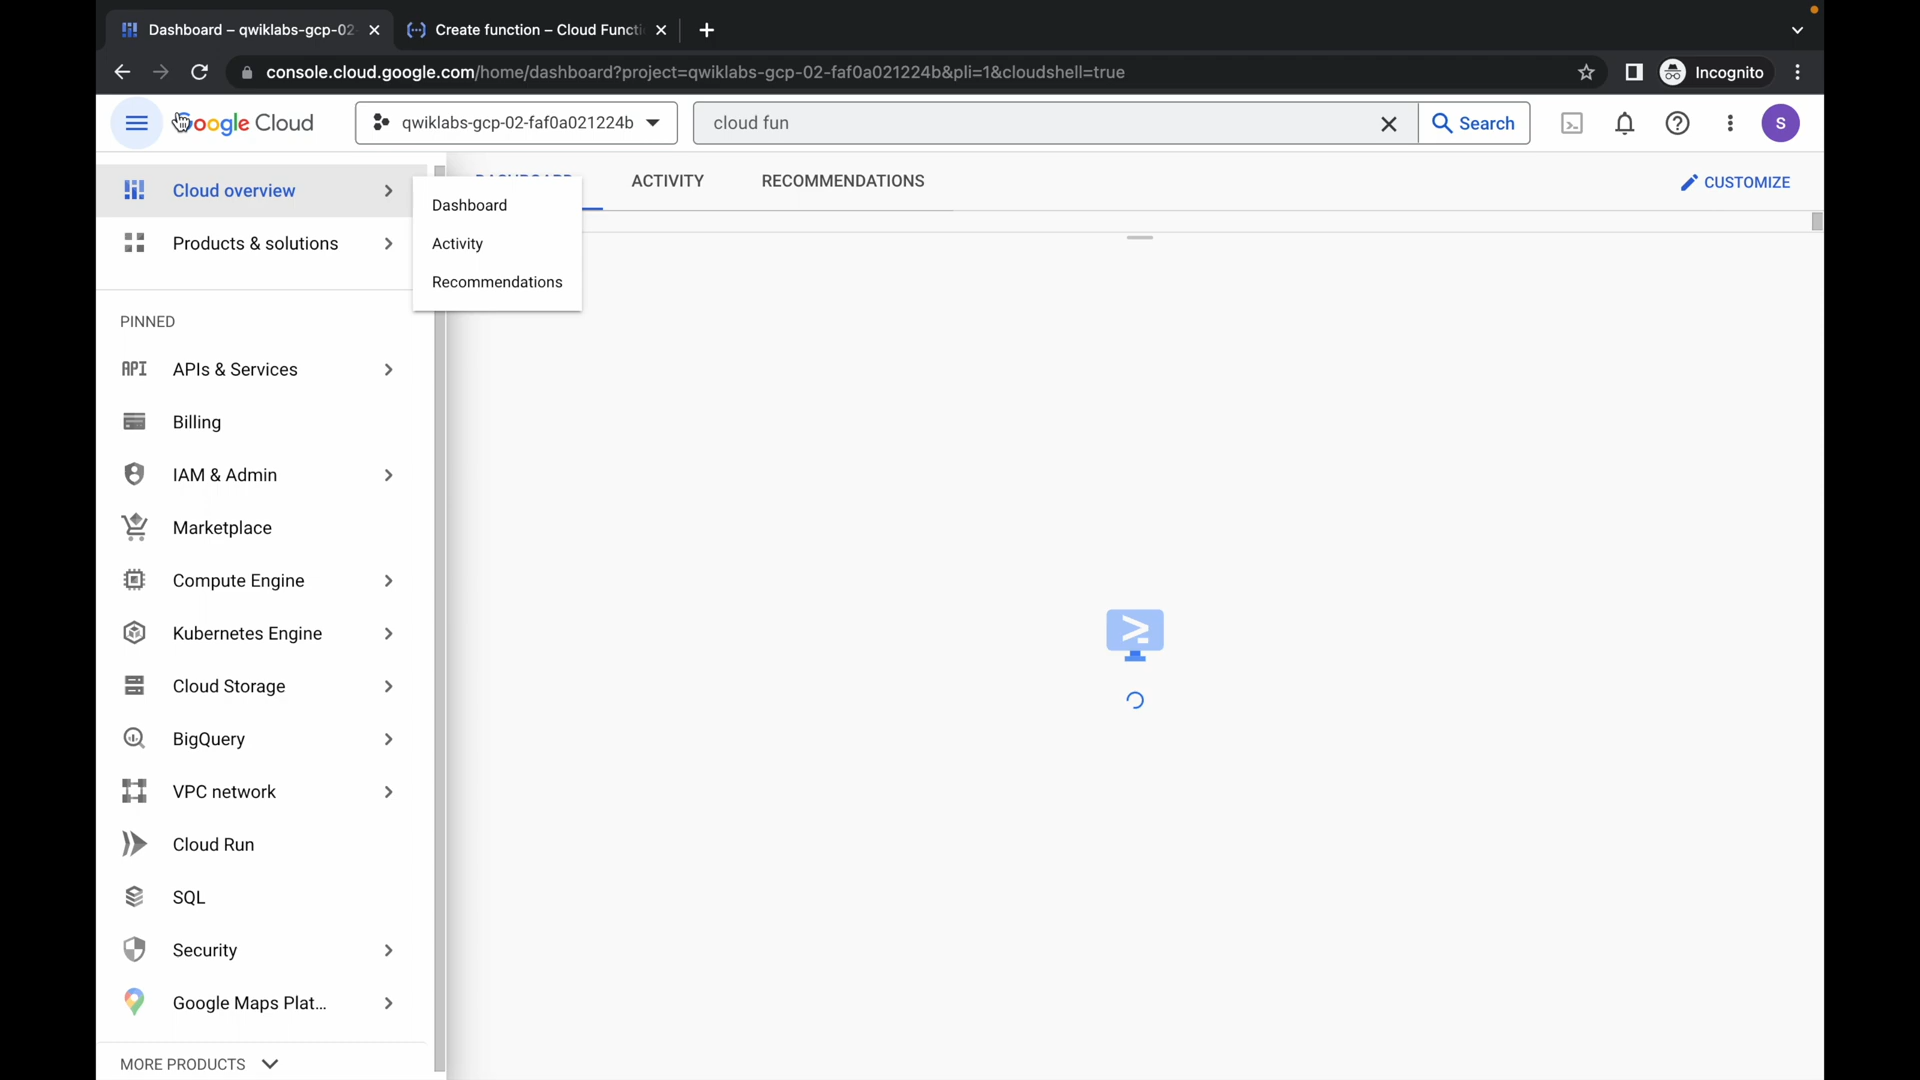 Dashboard – qwiklabs-gcp-02-
Create function – Cloud Functi
console.cloud.google.com/home/dashboard?project=qwiklabs-gcp-02-faf0a021224b&pli=1&cloudshell=true
Incognito
Google Cloud
qwiklabs-gcp-02-faf0a021224b
cloud fun
Search
S
Cloud overview
DASHBOARD
ACTIVITY
RECOMMENDATIONS
CUSTOMIZE
Dashboard
Products & solutions
Activity
Recommendations
PINNED
API
APIs & Services
Billing
IAM & Admin
Marketplace
Compute Engine
Kubernetes Engine
Cloud Storage
BigQuery
VPC network
Cloud Run
SQL
Security
Google Maps Plat...
MORE PRODUCTS